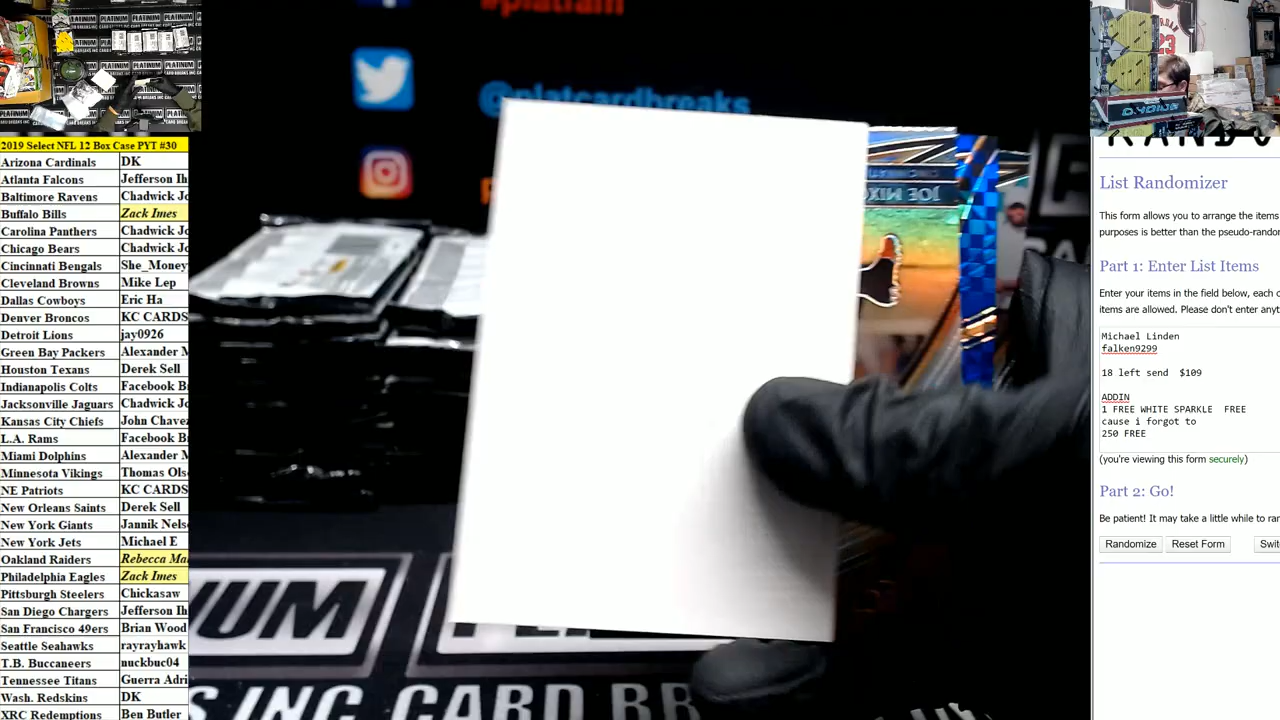 #platfam
@platcardbreaks
JOE MIX
2019 Select NFL 12 Box Case PYT #30
Arizona Cardinals DK
Atlanta Falcons Jefferson Ih
Baltimore Ravens Chadwick Jo
Buffalo Bills Zack Imes
Carolina Panthers Chadwick Jo
Chicago Bears Chadwick Jo
Cincinnati Bengals She_Money
Cleveland Browns Mike Lep
Dallas Cowboys Eric Ha
Denver Broncos KC CARDS
Detroit Lions jay0926
Green Bay Packers Alexander M
Houston Texans Derek Sell
Indianapolis Colts Facebook Br
Jacksonville Jaguars Chadwick Jo
Kansas City Chiefs John Chavez
L.A. Rams Facebook Br
Miami Dolphins Alexander M
Minnesota Vikings Thomas Ols
NE Patriots KC CARDS
New Orleans Saints Derek Sell
New York Giants Jannik Nels
New York Jets Michael E
Oakland Raiders Rebecca Ma
Philadelphia Eagles Zack Imes
Pittsburgh Steelers Chickasaw
San Diego Chargers Jefferson Ih
San Francisco 49ers Brian Wood
Seattle Seahawks rayrayhawk
T.B. Buccaneers nuckbuc04
Tennessee Titans Guerra Adri
Wash. Redskins DK
XRC Redemptions Ben Butler
List Randomizer
This form allows you to arrange the items
purposes is better than the pseudo-rando
Part 1: Enter List Items
Enter your items in the field below, each o
items are allowed. Please don't enter anyt
Michael Linden
falken9299
18 left send $109
ADDIN
1 FREE WHITE SPARKLE FREE
cause i forgot to
250 FREE
(you're viewing this form securely)
Part 2: Go!
Be patient! It may take a little while to ran
Randomize Reset Form Swit
NUM
S INC CARD BR